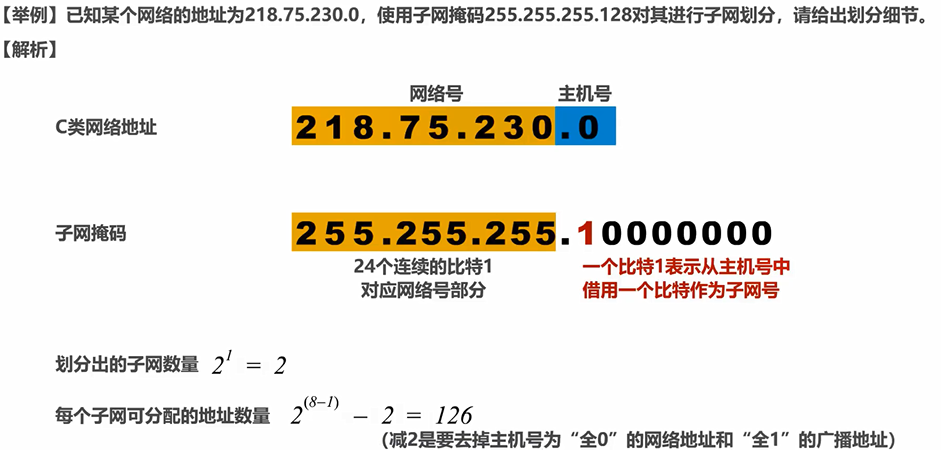 【举例】已知某个网络的地址为218.75.230.0，使用子网掩码255.255.255.128对其进行子网划分，请给出划分细节。
【解析】
网络号 主机号
C类网络地址 218.75.230.0
子网掩码 255.255.255.10000000
24个连续的比特1 一个比特1表示从主机号中
对应网络号部分 借用一个比特作为子网号
划分出的子网数量 2^1 = 2
每个子网可分配的地址数量 2^(8-1) - 2 = 126
（减2是要去掉主机号为“全0”的网络地址和“全1”的广播地址）